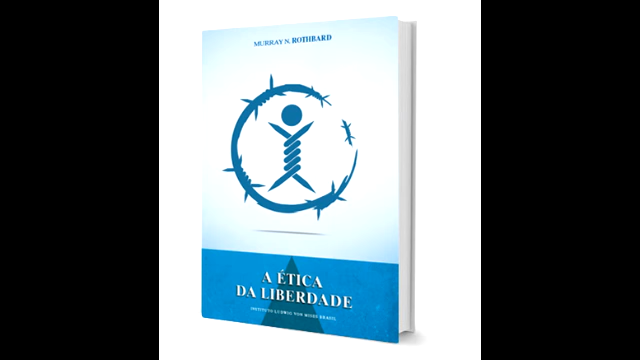 MURRAY N. ROTHBARD
A ÉTICA
DA LIBERDADE
INSTITUTO LUDWIG VON MISES BRASIL